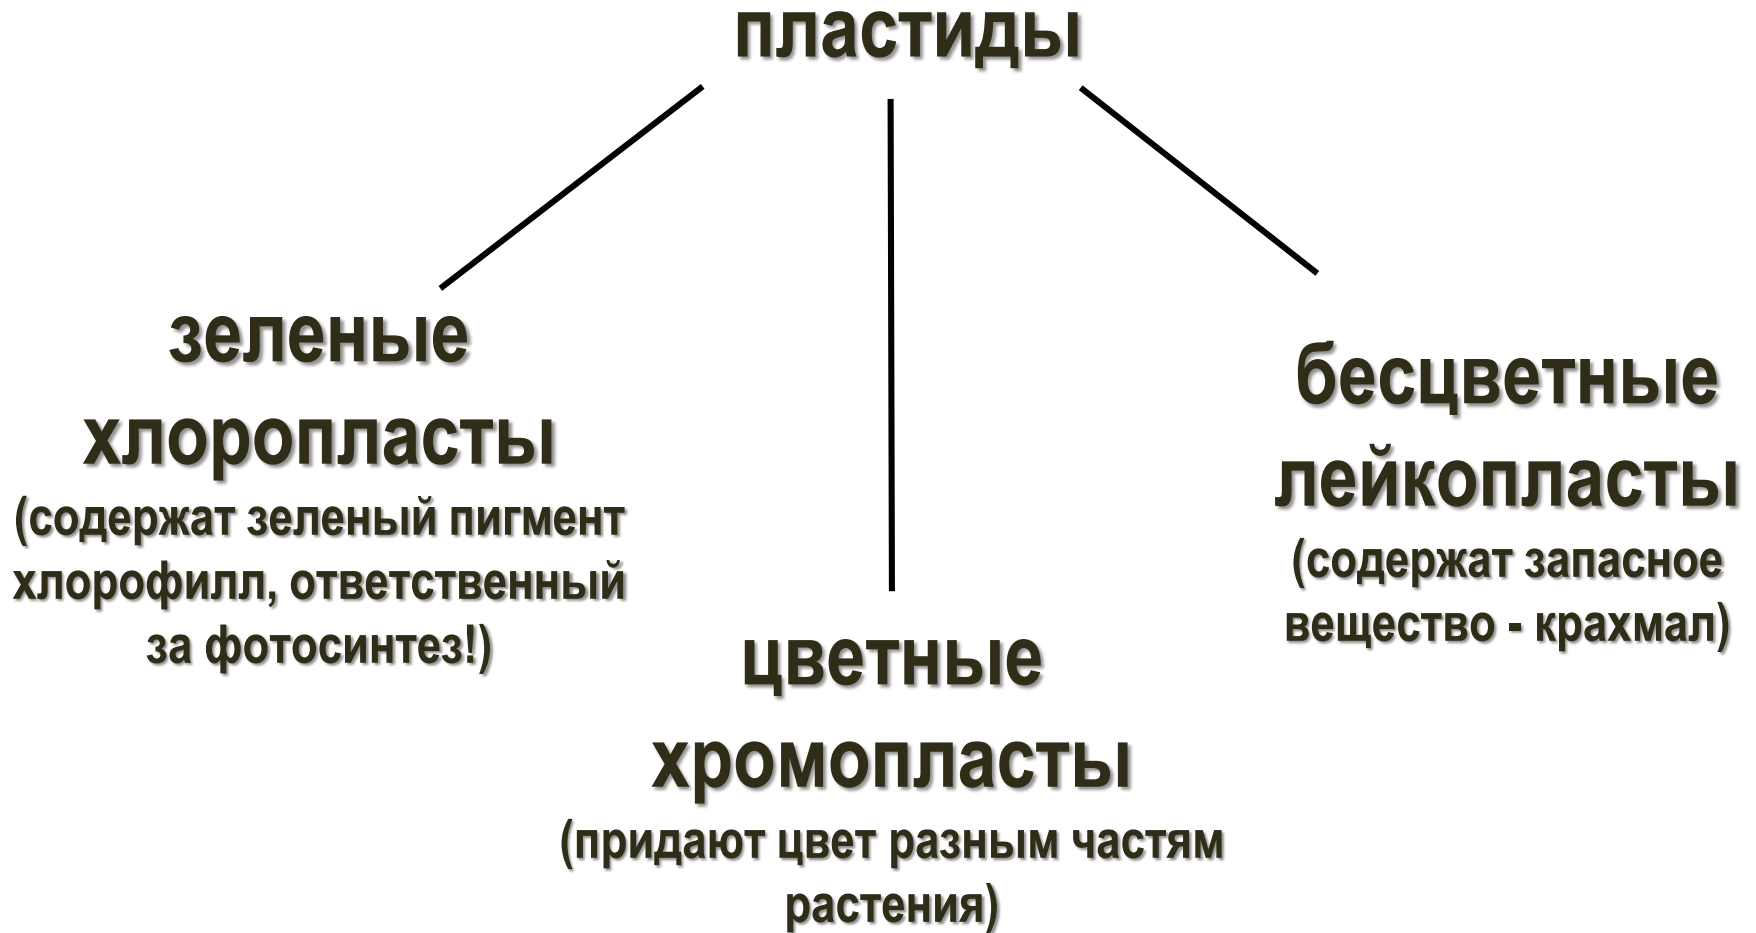 пластиды
зеленые
хлоропласты
(содержат зеленый пигмент
хлорофилл, ответственный
за фотосинтез!)
цветные
хромопласты
(придают цвет разным частям
растения)
бесцветные
лейкопласты
(содержат запасное
вещество - крахмал)